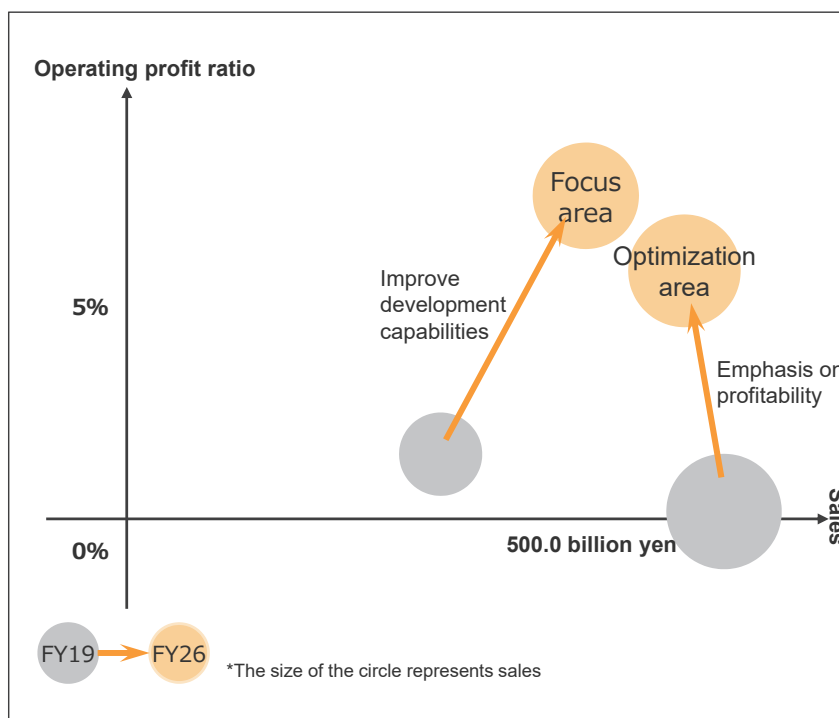 Operating profit ratio
Focus
area
Optimization
area
Improve
development
capabilities
5%
Emphasis on
profitability
Sales
500.0 billion yen
0%
FY19
FY26
*The size of the circle represents sales